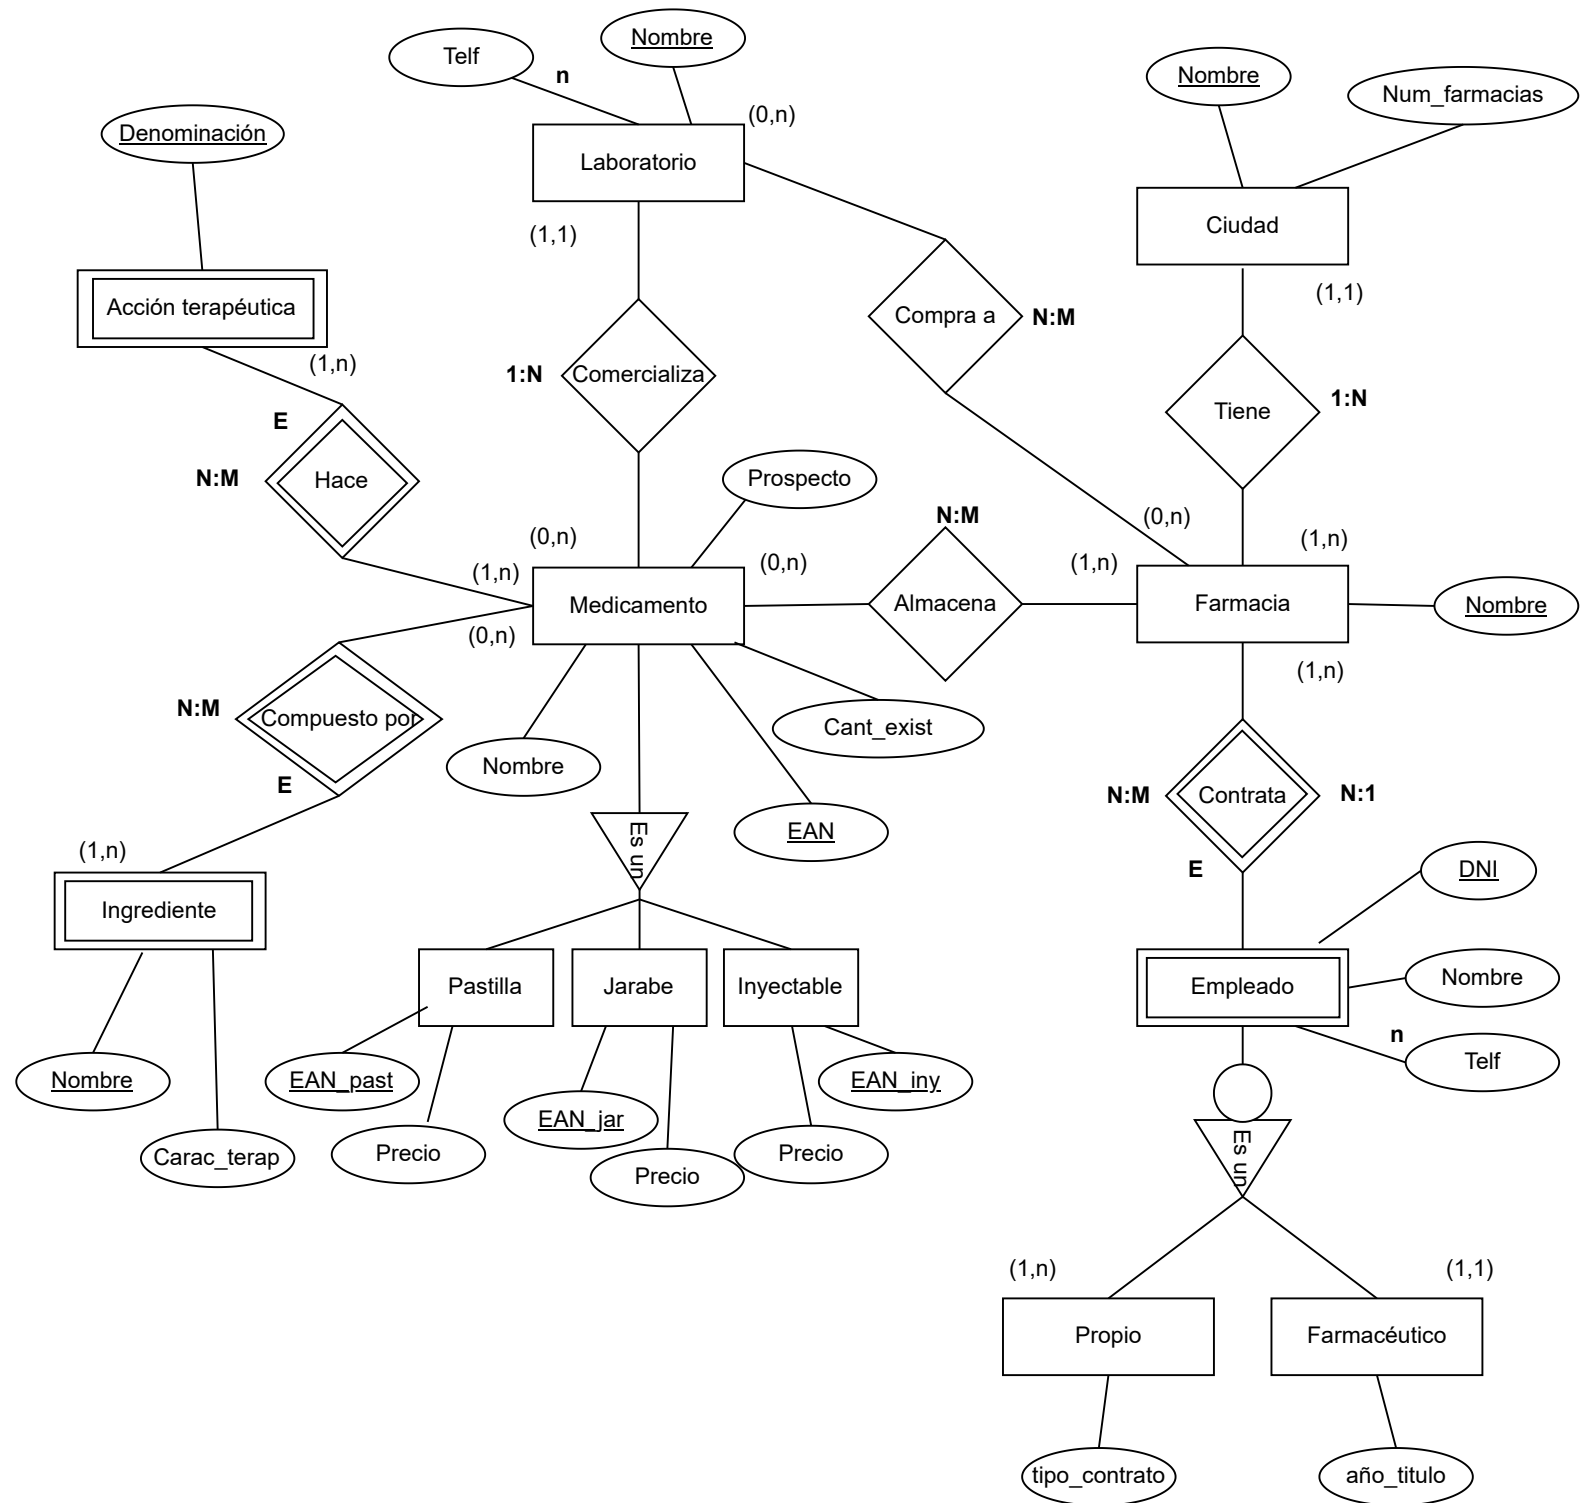 Nombre
Telf
n
Nombre
Num_farmacias
(0,n)
Denominación
Laboratorio
Ciudad
(1,1)
(1,1)
Acción terapéutica
Compra a
N:M
(1,n)
1:N
Comercializa
1:N
Tiene
E
N:M
Hace
Prospecto
N:M
(0,n)
(0,n)
(1,n)
(1,n)
(0,n)
(1,n)
Medicamento
Almacena
Farmacia
Nombre
(0,n)
(1,n)
N:M
Compuesto por
Cant_exist
Nombre
E
N:M
Contrata
N:1
EAN
Es un
(1,n)
E
DNI
Ingrediente
Pastilla
Jarabe
Inyectable
Empleado
Nombre
n
Telf
Nombre
EAN_past
EAN_jar
EAN_iny
Carac_terap
Precio
Precio
Precio
Es un
(1,n)
(1,1)
Propio
Farmacéutico
tipo_contrato
año_titulo